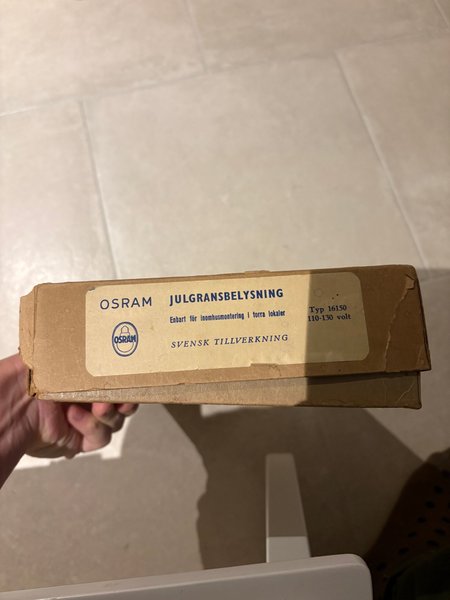 OSRAM JULGRANSBELYSNING
Enbart för inomhusmontering i torra lokaler
Typ 16150
110-130 volt
OSRAM
SVENSK TILLVERKNING